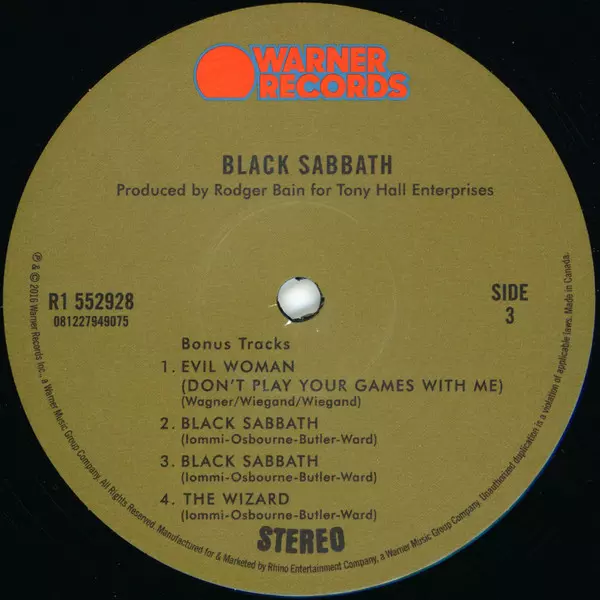 WARNER
RECORDS
BLACK SABBATH
Produced by Rodger Bain for Tony Hall Enterprises
R1 552928
081227949075
SIDE
3
Bonus Tracks
1. EVIL WOMAN
(DON'T PLAY YOUR GAMES WITH ME)
(Wagner/Wiegand/Wiegand)
2. BLACK SABBATH
(Iommi-Osbourne-Butler-Ward)
3. BLACK SABBATH
(Iommi-Osbourne-Butler-Ward)
4. THE WIZARD
(Iommi-Osbourne-Butler-Ward)
STEREO
℗ & © 2016 Warner Records Inc., a Warner Music Group Company. All Rights Reserved. Manufactured for & Marketed by Rhino Entertainment Company, a Warner Music Group Company. Unauthorized duplication is a violation of applicable laws. Made in Canada.